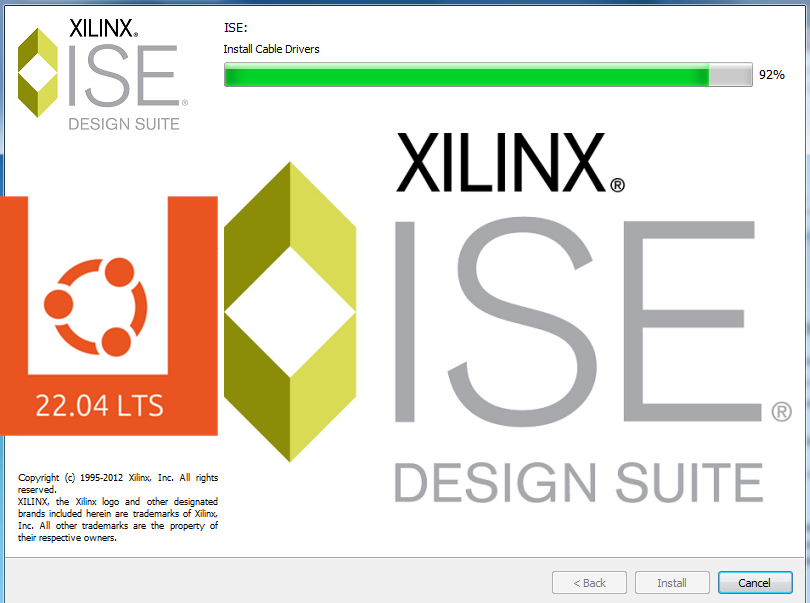 XILINX®
ISE®
DESIGN SUITE
ISE:
Install Cable Drivers
92%
XILINX®
ISE®
DESIGN SUITE
22.04 LTS
Copyright (c) 1995-2012 Xilinx, Inc. All rights
reserved.
XILINX, the Xilinx logo and other designated
brands included herein are trademarks of Xilinx,
Inc. All other trademarks are the property of
their respective owners.
< Back
Install
Cancel